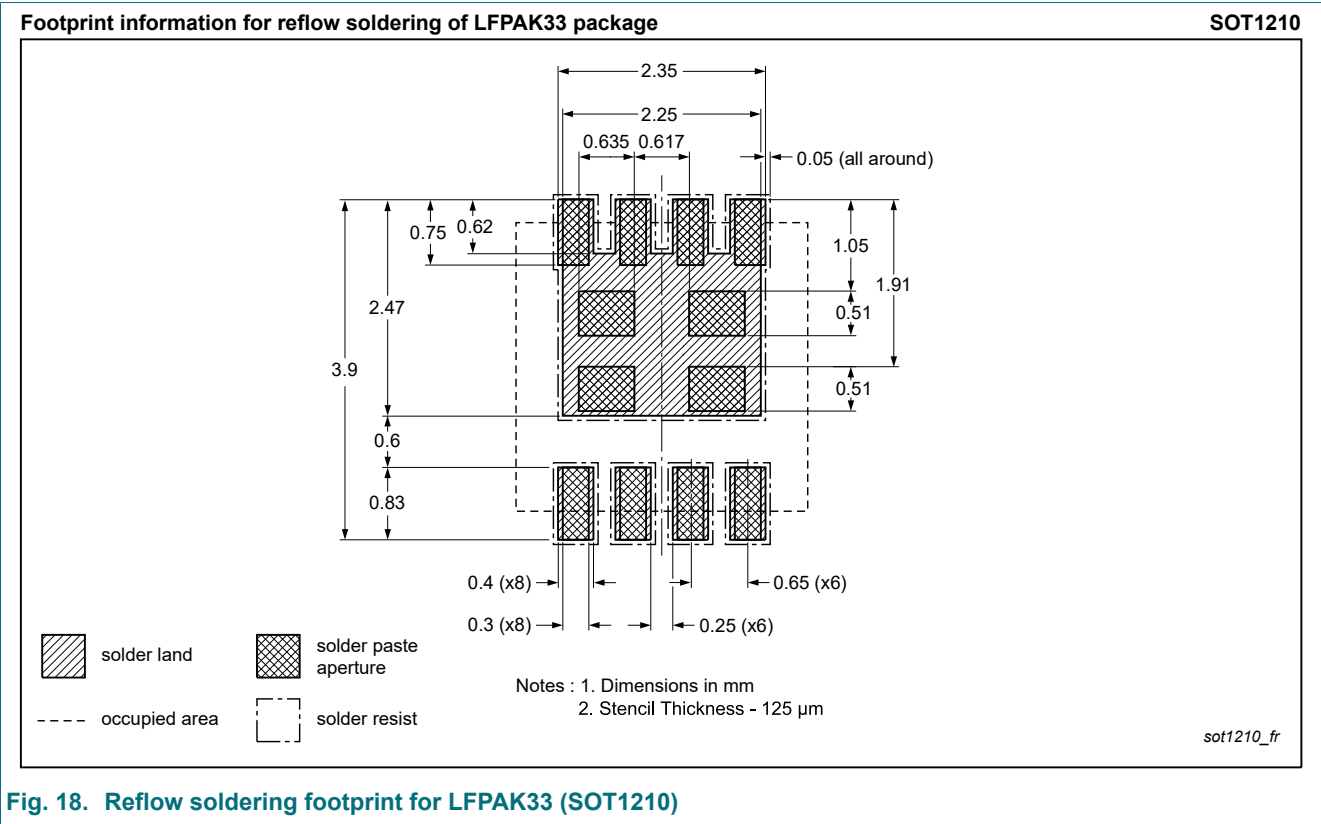 Footprint information for reflow soldering of LFPAK33 package SOT1210
2.35
2.25
0.635 0.617
0.05 (all around)
0.75 0.62
1.05
1.91
2.47
0.51
3.9
0.51
0.6
0.83
0.4 (x8)
0.65 (x6)
0.3 (x8)
0.25 (x6)
solder land
solder paste
aperture
occupied area
solder resist
Notes : 1. Dimensions in mm
2. Stencil Thickness - 125 µm
sot1210_fr
Fig. 18. Reflow soldering footprint for LFPAK33 (SOT1210)